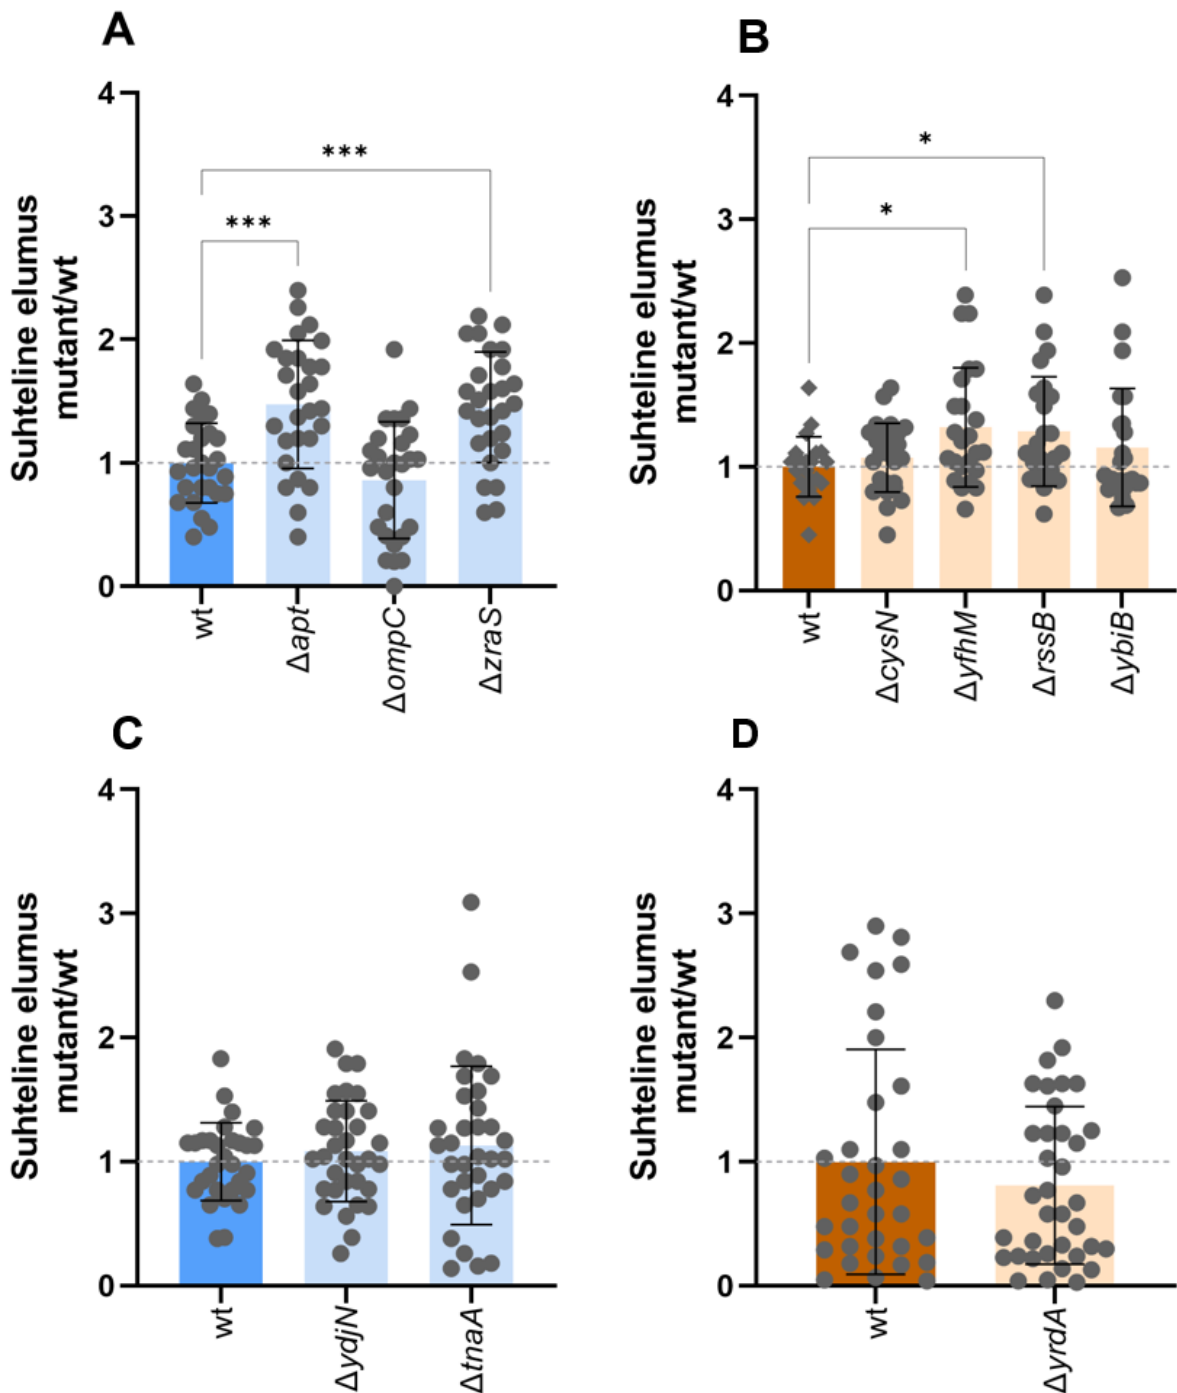 A
Suhteline elumus
mutant/wt
4
3
2
1
0
***
***
wt
Δapt
ΔompC
ΔzraS
B
Suhteline elumus
mutant/wt
4
3
2
1
0
*
*
wt
ΔcysN
ΔyfhM
ΔrssB
ΔybiB
C
Suhteline elumus
mutant/wt
4
3
2
1
0
wt
ΔydjN
ΔtnaA
D
Suhteline elumus
mutant/wt
4
3
2
1
0
wt
ΔyrdA